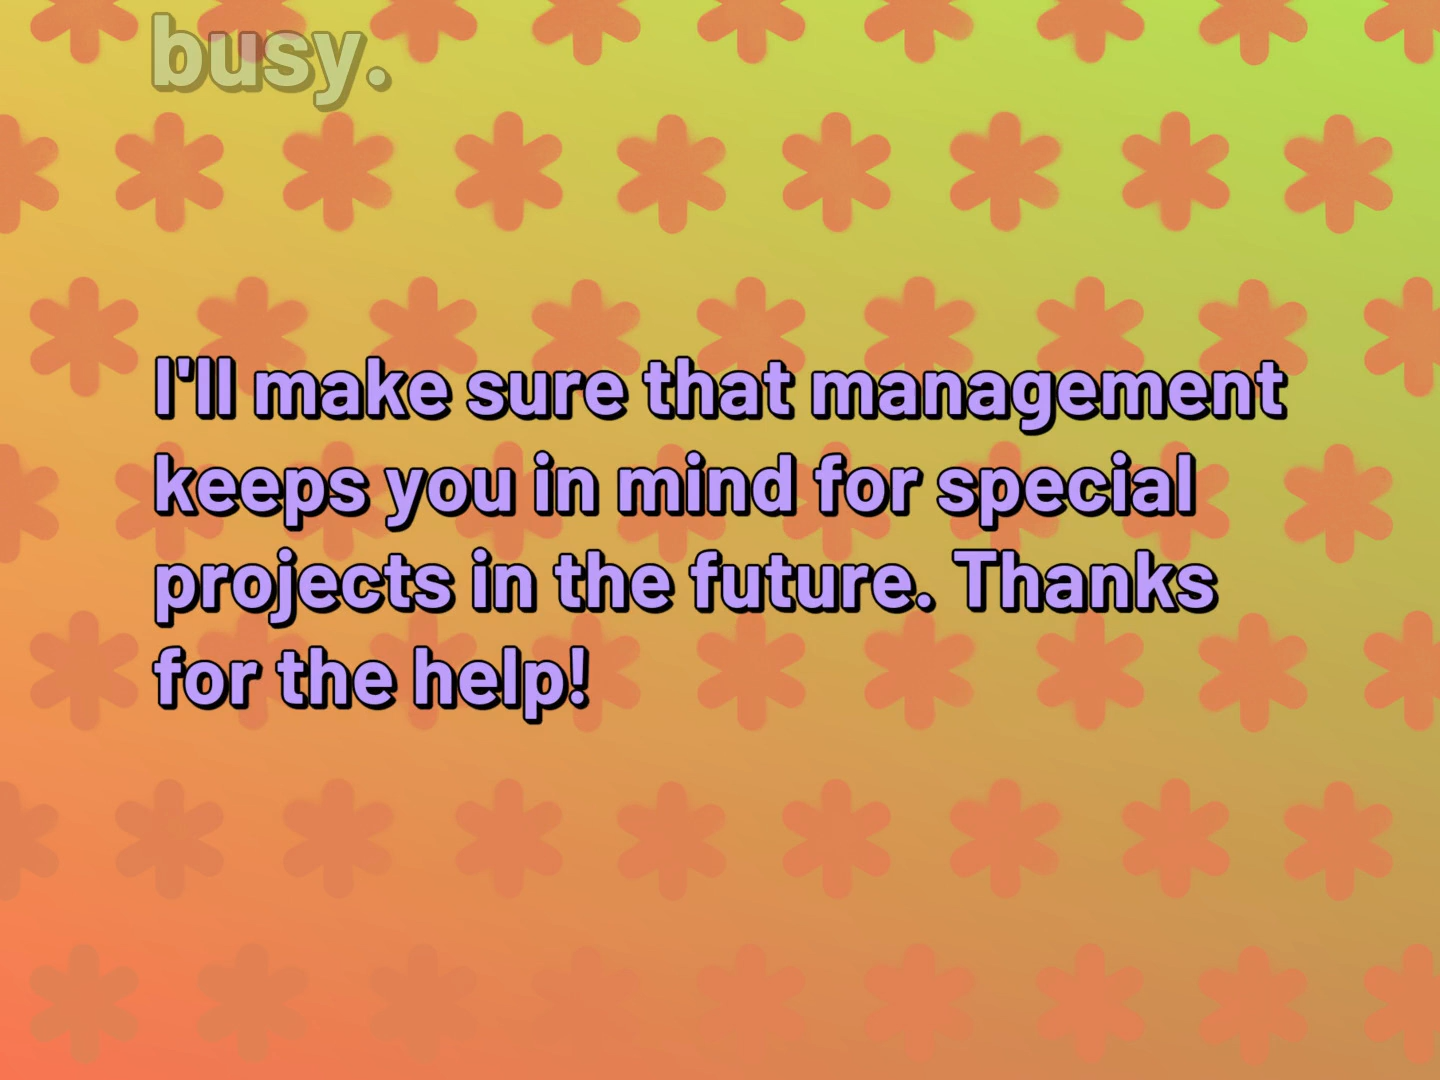 busy.
I'll make sure that management
keeps you in mind for special
projects in the future. Thanks
for the help!